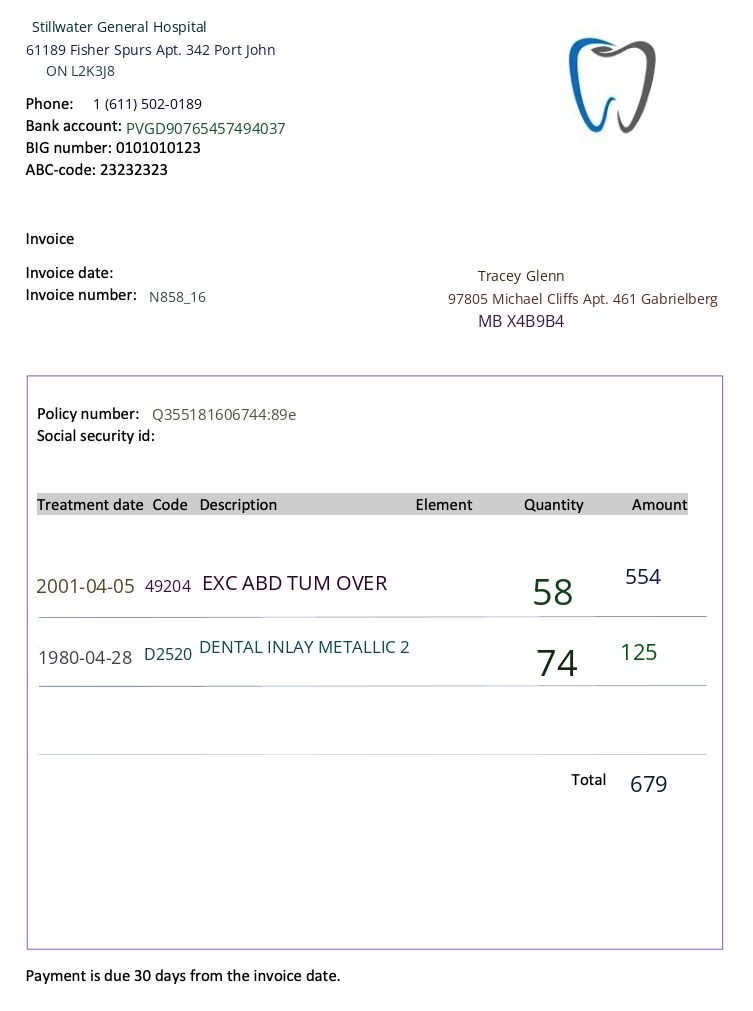 Stillwater General Hospital
61189 Fisher Spurs Apt. 342 Port John
ON L2K3J8
Phone: 1 (611) 502-0189
Bank account: PVGD90765457494037
BIG number: 0101010123
ABC-code: 23232323
Invoice
Invoice date:
Invoice number: N858_16
Tracey Glenn
97805 Michael Cliffs Apt. 461 Gabrielberg
MB X4B9B4
Policy number: Q355181606744:89e
Social security id:
Treatment date Code Description Element Quantity Amount
2001-04-05 49204 EXC ABD TUM OVER 58 554
1980-04-28 D2520 DENTAL INLAY METALLIC 2 74 125
Total 679
Payment is due 30 days from the invoice date.